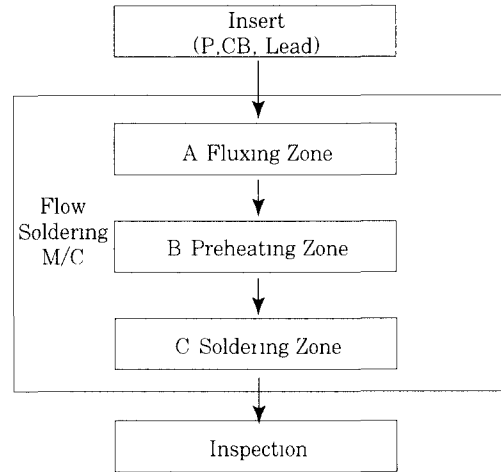 Insert
(P.CB, Lead)
A Fluxing Zone
Flow
Soldering
M/C
B Preheating Zone
C Soldering Zone
Inspection